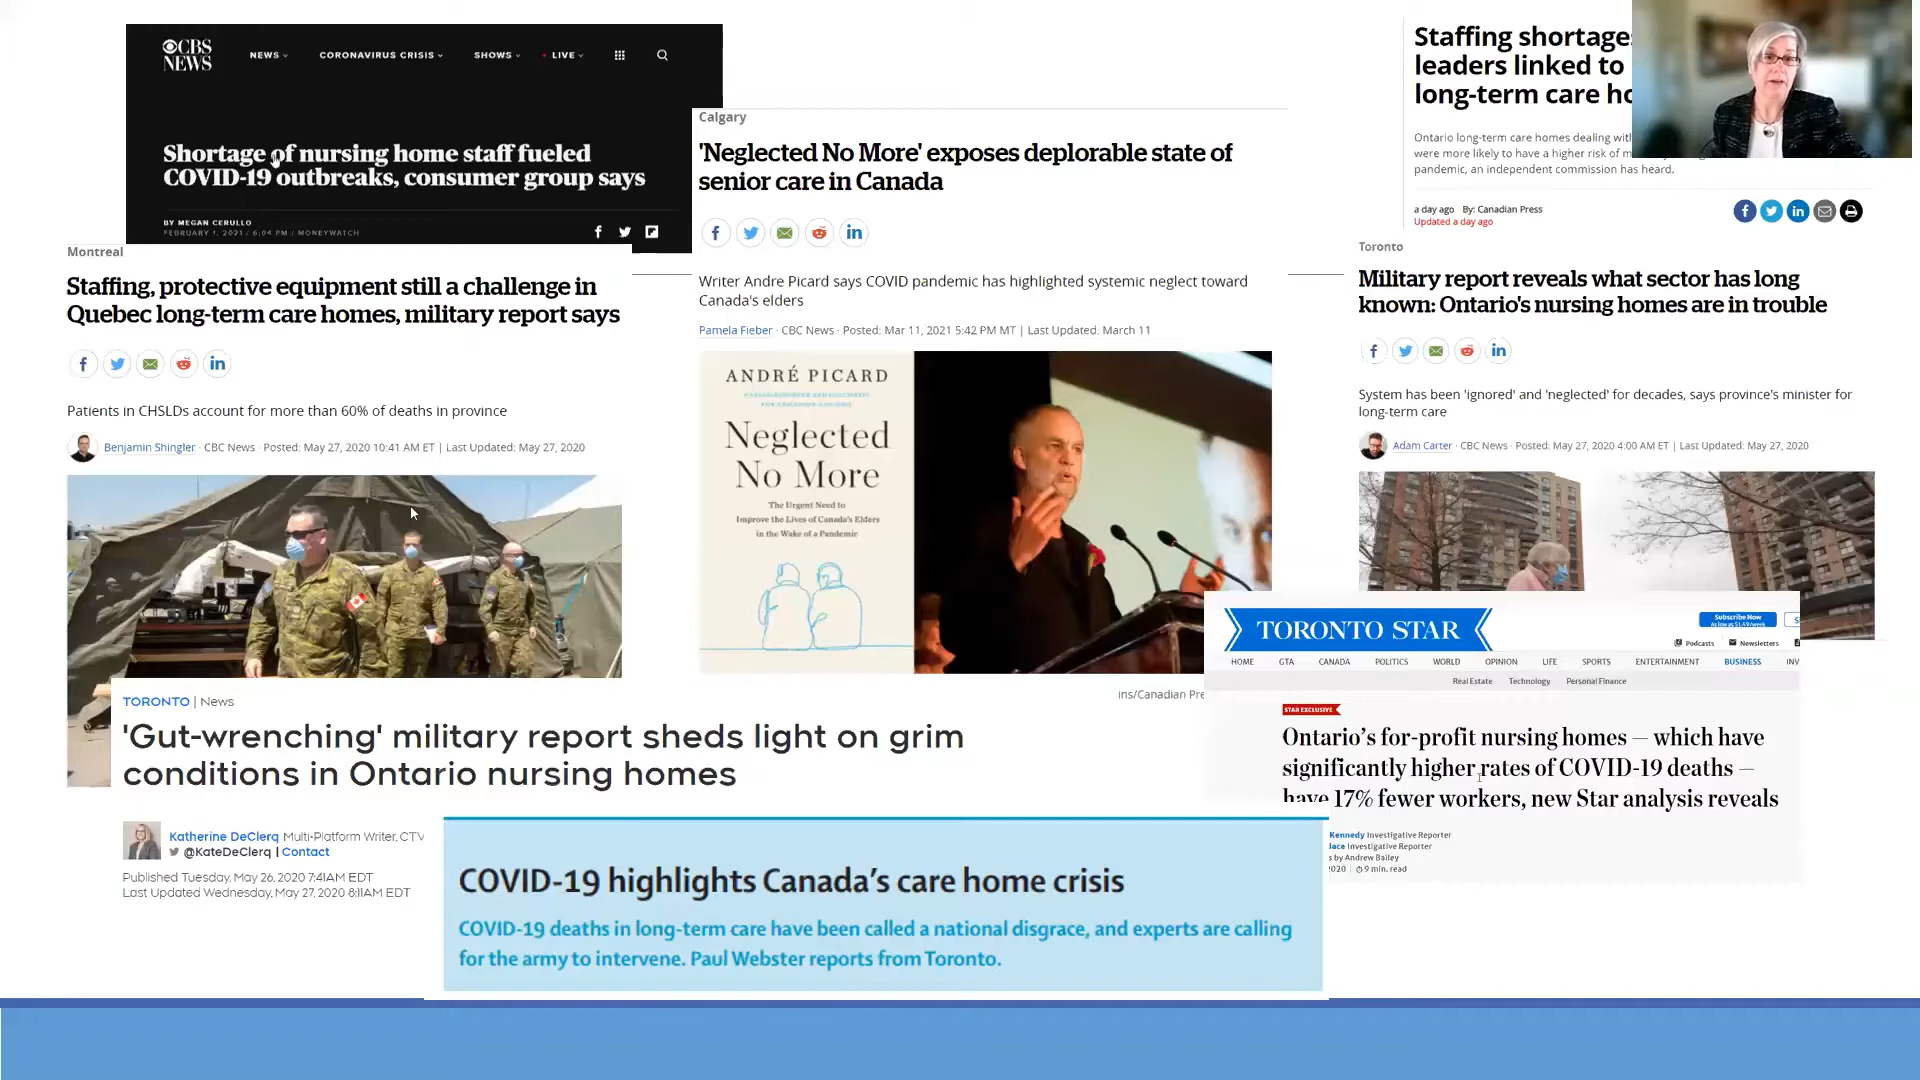 CBS NEWS
NEWS
CORONAVIRUS CRISIS
SHOWS
LIVE
Shortage of nursing home staff fueled
COVID-19 outbreaks, consumer group says
BY MEGAN CERULLO
FEBRUARY 1, 2021 / 6:04 PM / MONEYWATCH
Calgary
'Neglected No More' exposes deplorable state of
senior care in Canada
Writer Andre Picard says COVID pandemic has highlighted systemic neglect toward
Canada's elders
Pamela Fieber · CBC News · Posted: Mar 11, 2021 5:42 PM MT | Last Updated: March 11
ANDRÉ PICARD
Neglected
No More
The Urgent Need to
Improve the Lives of Canada's Elders
in the Wake of a Pandemic
ins/Canadian Pre
Staffing shortage
leaders linked to
long-term care ho
Ontario long-term care homes dealing wit
were more likely to have a higher risk of m
pandemic, an independent commission has heard.
a day ago By: Canadian Press
Updated a day ago
Montreal
Staffing, protective equipment still a challenge in
Quebec long-term care homes, military report says
Patients in CHSLDs account for more than 60% of deaths in province
Benjamin Shingler · CBC News · Posted: May 27, 2020 10:41 AM ET | Last Updated: May 27, 2020
Toronto
Military report reveals what sector has long
known: Ontario's nursing homes are in trouble
System has been 'ignored' and 'neglected' for decades, says province's minister for
long-term care
Adam Carter · CBC News · Posted: May 27, 2020 4:00 AM ET | Last Updated: May 27, 2020
TORONTO | News
'Gut-wrenching' military report sheds light on grim
conditions in Ontario nursing homes
Katherine DeClerq Multi-Platform Writer, CTV
@KateDeClerq | Contact
Published Tuesday, May 26, 2020 7:41AM EDT
Last Updated Wednesday, May 27, 2020 8:11AM EDT
TORONTO STAR
Subscribe Now
As low as $1.49/week
Podcasts
Newsletters
HOME GTA CANADA POLITICS WORLD OPINION LIFE SPORTS ENTERTAINMENT BUSINESS INV
Real Estate Technology Personal Finance
STAR EXCLUSIVE
Ontario's for-profit nursing homes — which have
significantly higher rates of COVID-19 deaths —
have 17% fewer workers, new Star analysis reveals
Kennedy Investigative Reporter
lace Investigative Reporter
s by Andrew Bailey
2020 | 9 min. read
COVID-19 highlights Canada's care home crisis
COVID-19 deaths in long-term care have been called a national disgrace, and experts are calling
for the army to intervene. Paul Webster reports from Toronto.